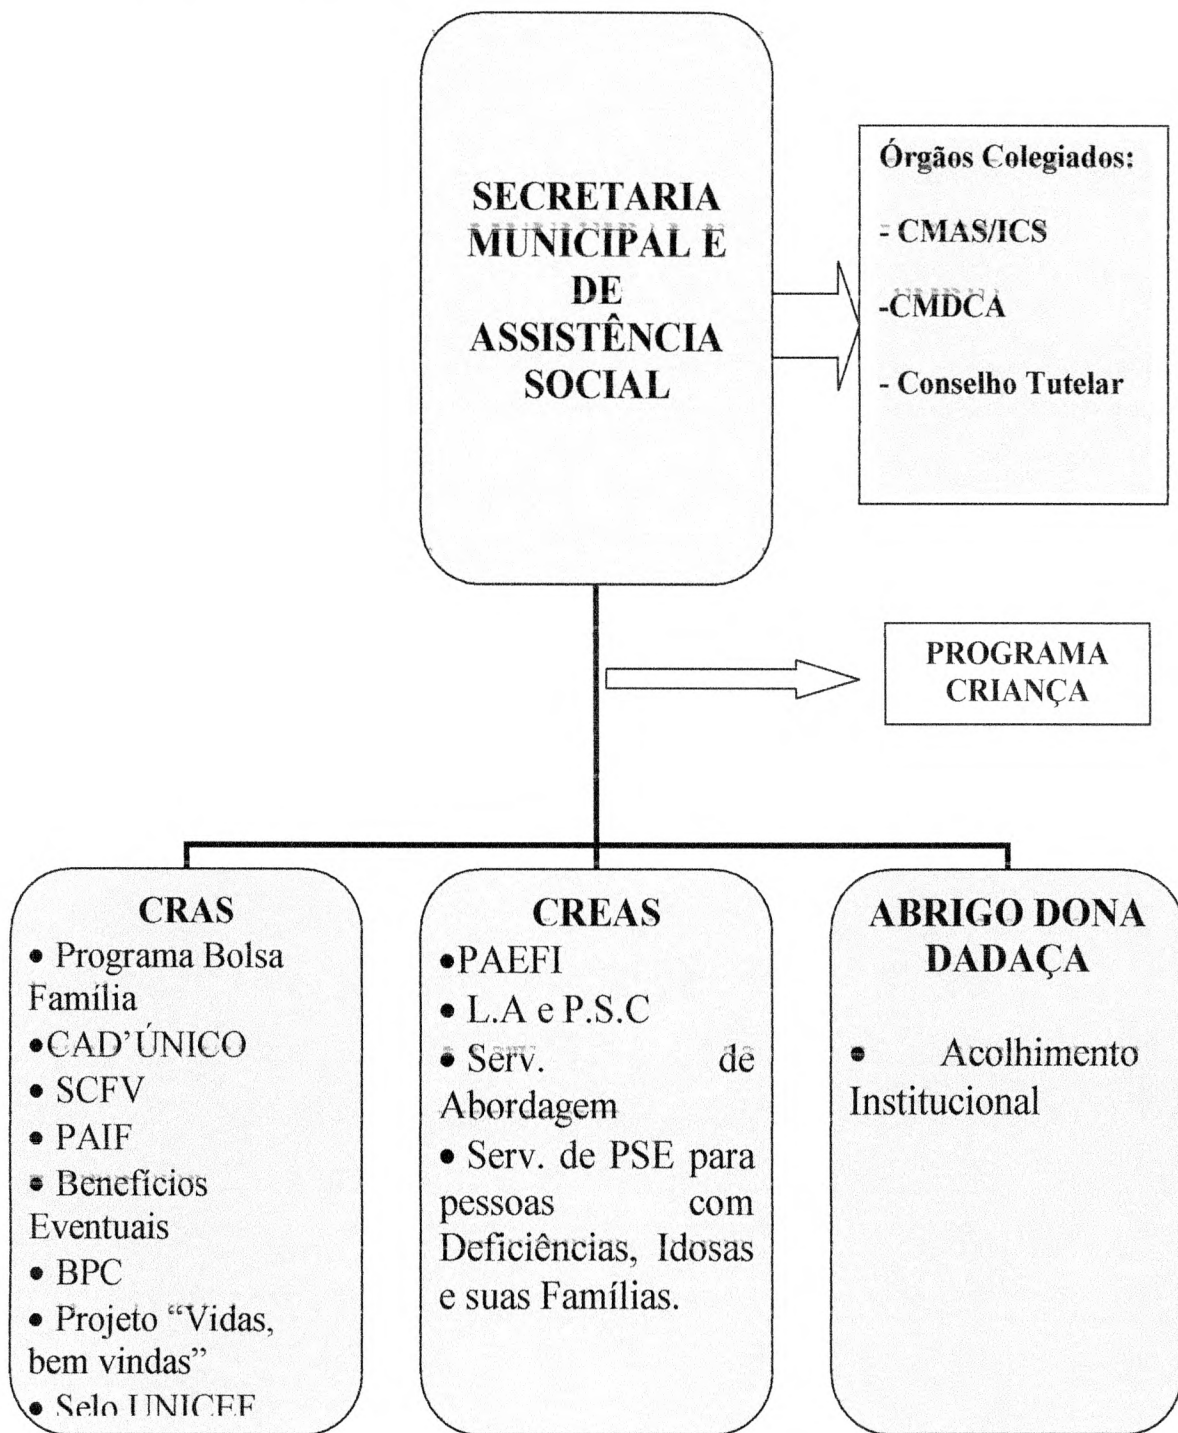 SECRETARIA
MUNICIPAL E
DE
ASSISTÊNCIA
SOCIAL
Órgãos Colegiados:
- CMAS/ICS
-CMDCA
- Conselho Tutelar
PROGRAMA
CRIANÇA
CRAS
• Programa Bolsa
Família
•CAD’ÚNICO
• SCFV
• PAIF
• Benefícios
Eventuais
• BPC
• Projeto “Vidas,
bem vindas”
• Selo UNICEF
CREAS
•PAEFI
• L.A e P.S.C
• Serv. de
Abordagem
• Serv. de PSE para
pessoas com
Deficiências, Idosas
e suas Famílias.
ABRIGO DONA
DADAÇA
• Acolhimento
Institucional